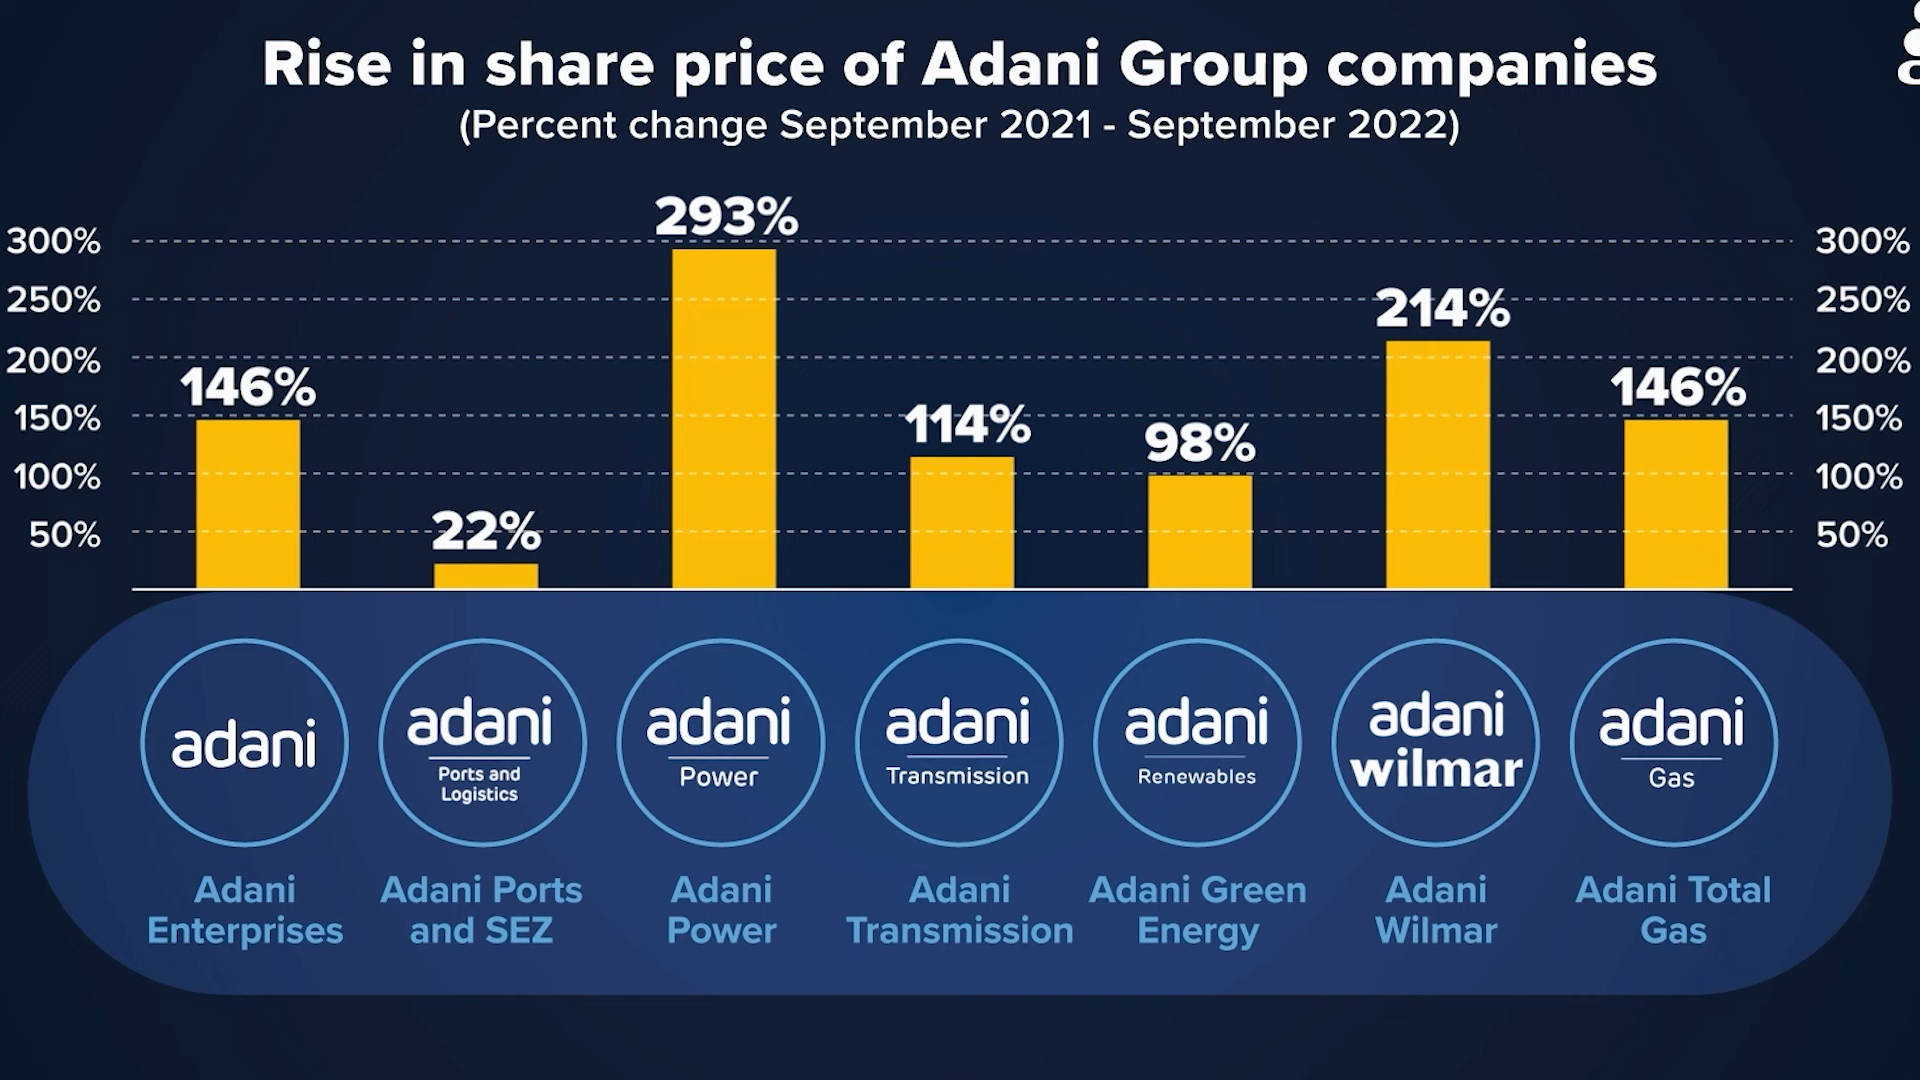 Rise in share price of Adani Group companies
(Percent change September 2021 - September 2022)
300%
250%
200%
150%
100%
50%
146%
22%
293%
114%
98%
214%
146%
300%
250%
200%
150%
100%
50%
adani
adani
Ports and
Logistics
adani
Power
adani
Transmission
adani
Renewables
adani
wilmar
adani
Gas
Adani
Enterprises
Adani Ports
and SEZ
Adani
Power
Adani
Transmission
Adani Green
Energy
Adani
Wilmar
Adani Total
Gas